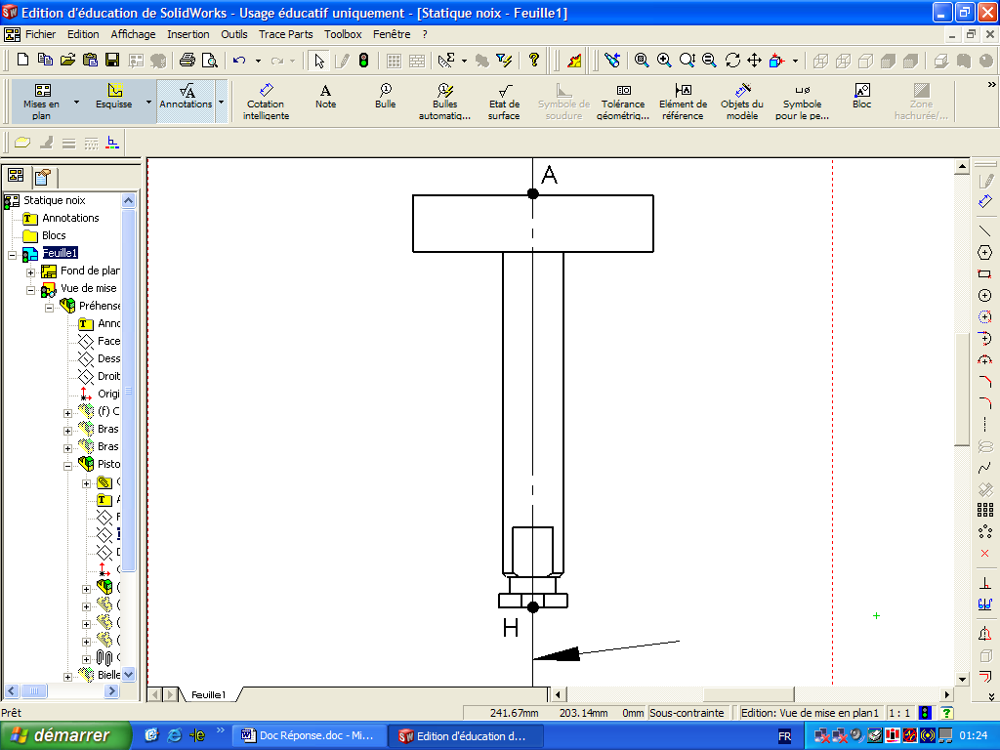 Edition d'éducation de SolidWorks - Usage éducatif uniquement - [Statique noix - Feuille1]
Fichier Edition Affichage Insertion Outils Trace Parts Toolbox Fenêtre ?
Mises en plan
Esquisse
Annotations
Cotation intelligente
Note
Bulle
Bulles automatiq...
Etat de surface
Symbole de soudure
Tolérance géométriq...
Elément de référence
Objets du modèle
Symbole pour le pe...
Bloc
Zone hachurée/...
Statique noix
Annotations
Blocs
Feuille1
Fond de plan
Vue de mise
Préhense
Anno
Face
Dess
Droit
Origi
(f) C
Bras
Bras
Pisto
Bielle
A
H
Feuille1
Prêt
241.67mm 203.14mm 0mm Sous-contrainte Edition: Vue de mise en plan1 1 : 1
démarrer
Doc Réponse.doc - Mi...
Edition d'éducation d...
FR
01:24